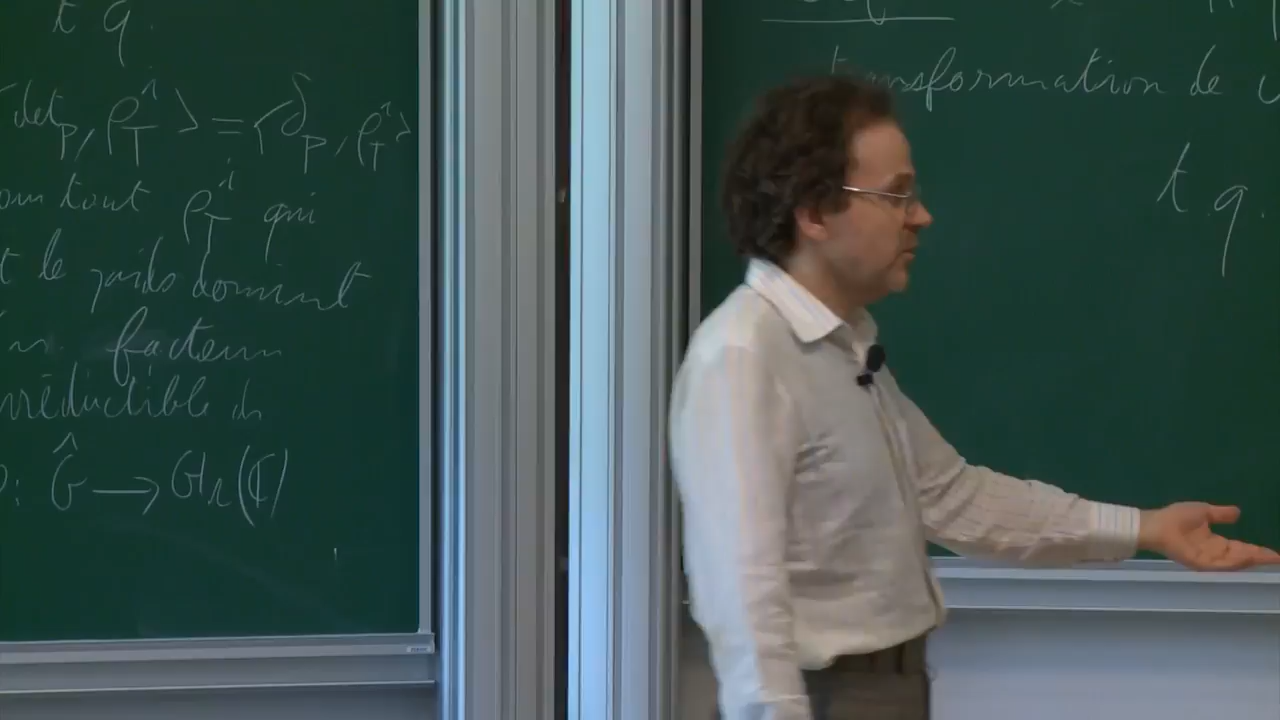 t q.
det_P, ρ_T^i > = < δ_P, ρ_T^i >
our tout ρ_T^i qui
t le poids dominant
facteur
rréductible de
ρ: Ĝ → GL_r(ℂ)
transformation de
t.q.